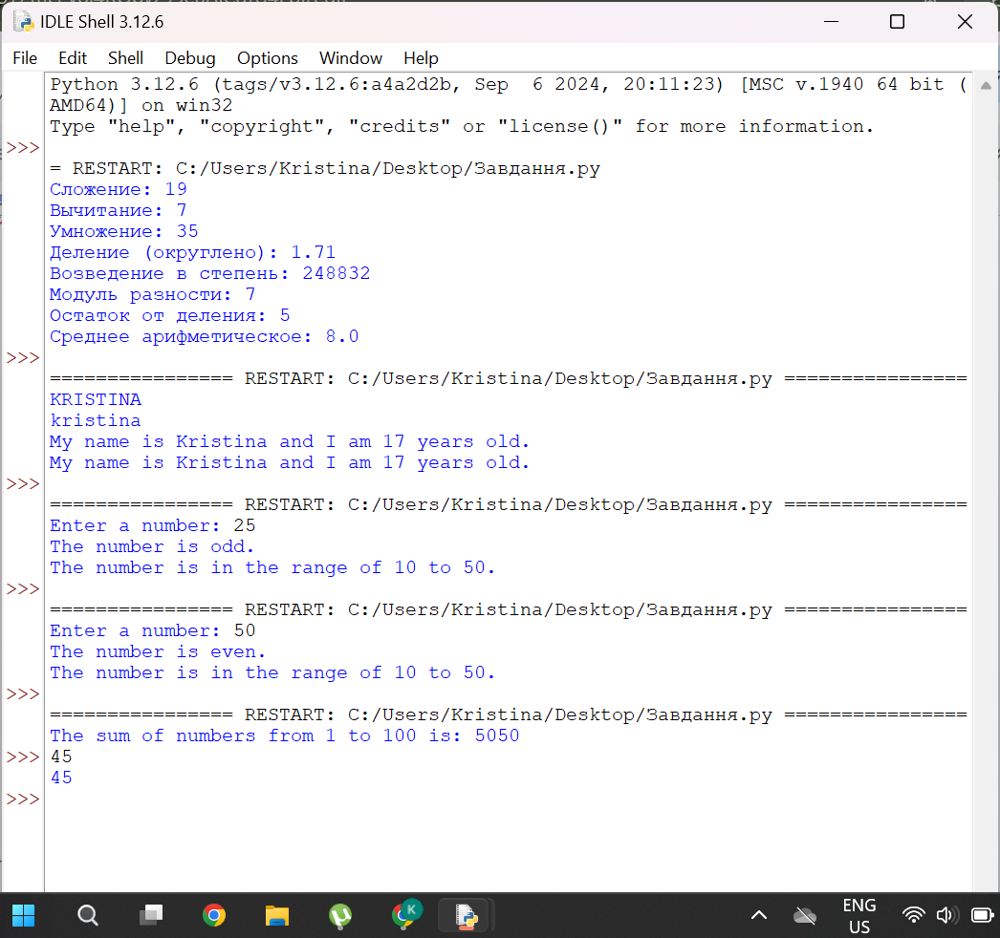 IDLE Shell 3.12.6
File Edit Shell Debug Options Window Help
Python 3.12.6 (tags/v3.12.6:a4a2d2b, Sep  6 2024, 20:11:23) [MSC v.1940 64 bit (
AMD64)] on win32
Type "help", "copyright", "credits" or "license()" for more information.
>>>
= RESTART: C:/Users/Kristina/Desktop/Завдання.py
Сложение: 19
Вычитание: 7
Умножение: 35
Деление (округлено): 1.71
Возведение в степень: 248832
Модуль разности: 7
Остаток от деления: 5
Среднее арифметическое: 8.0
>>>
================ RESTART: C:/Users/Kristina/Desktop/Завдання.py ================
KRISTINA
kristina
My name is Kristina and I am 17 years old.
My name is Kristina and I am 17 years old.
>>>
================ RESTART: C:/Users/Kristina/Desktop/Завдання.py ================
Enter a number: 25
The number is odd.
The number is in the range of 10 to 50.
>>>
================ RESTART: C:/Users/Kristina/Desktop/Завдання.py ================
Enter a number: 50
The number is even.
The number is in the range of 10 to 50.
>>>
================ RESTART: C:/Users/Kristina/Desktop/Завдання.py ================
The sum of numbers from 1 to 100 is: 5050
>>> 45
45
>>>
K
ENG
US